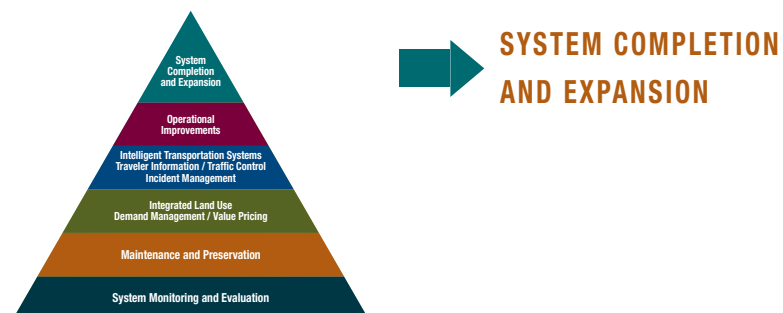 System
Completion
and Expansion
Operational
Improvements
Intelligent Transportation Systems
Traveler Information / Traffic Control
Incident Management
Integrated Land Use
Demand Management / Value Pricing
Maintenance and Preservation
System Monitoring and Evaluation
SYSTEM COMPLETION
AND EXPANSION